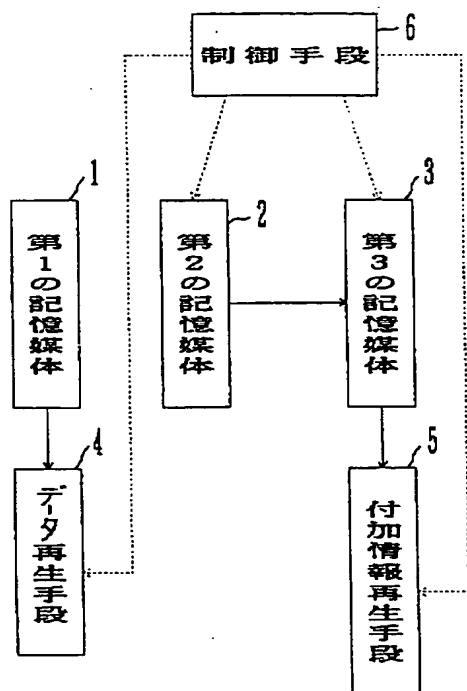 6
制御手段
1
第1の記憶媒体
2
第2の記憶媒体
3
第3の記憶媒体
4
データ再生手段
5
付加情報再生手段